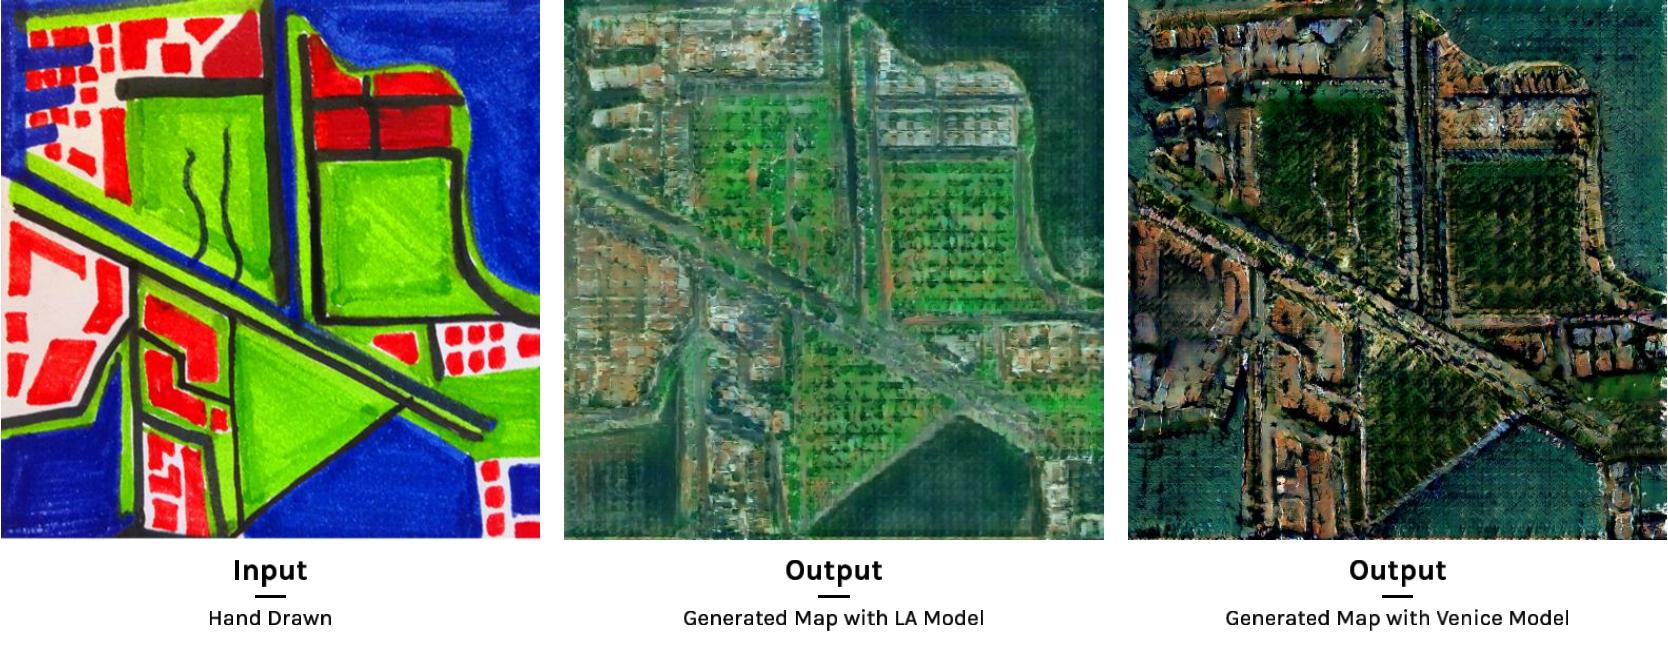 Input
Hand Drawn
Output
Generated Map with LA Model
Output
Generated Map with Venice Model